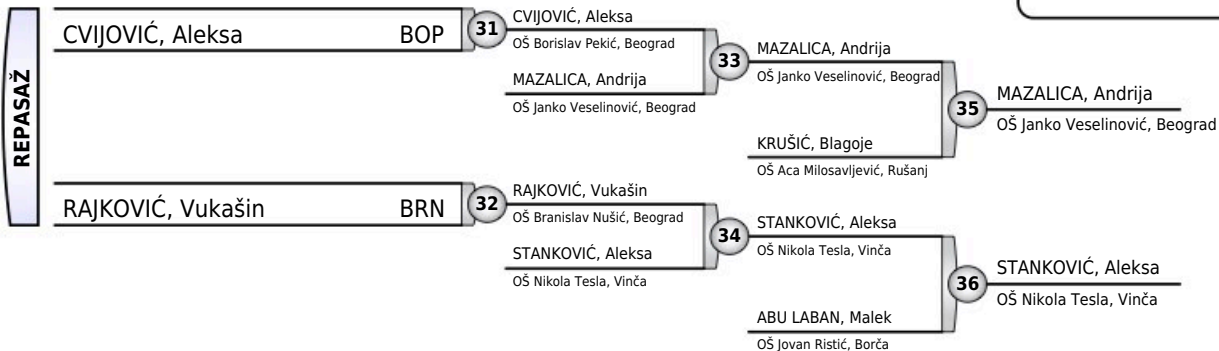 REPASAŽ
CVIJOVIĆ, Aleksa BOP
31
CVIJOVIĆ, Aleksa
OŠ Borislav Pekić, Beograd
MAZALICA, Andrija
OŠ Janko Veselinović, Beograd
33
MAZALICA, Andrija
OŠ Janko Veselinović, Beograd
KRUŠIĆ, Blagoje
OŠ Aca Milosavljević, Rušanj
35
MAZALICA, Andrija
OŠ Janko Veselinović, Beograd
RAJKOVIĆ, Vukašin BRN
32
RAJKOVIĆ, Vukašin
OŠ Branislav Nušić, Beograd
STANKOVIĆ, Aleksa
OŠ Nikola Tesla, Vinča
34
STANKOVIĆ, Aleksa
OŠ Nikola Tesla, Vinča
ABU LABAN, Malek
OŠ Jovan Ristić, Borča
36
STANKOVIĆ, Aleksa
OŠ Nikola Tesla, Vinča